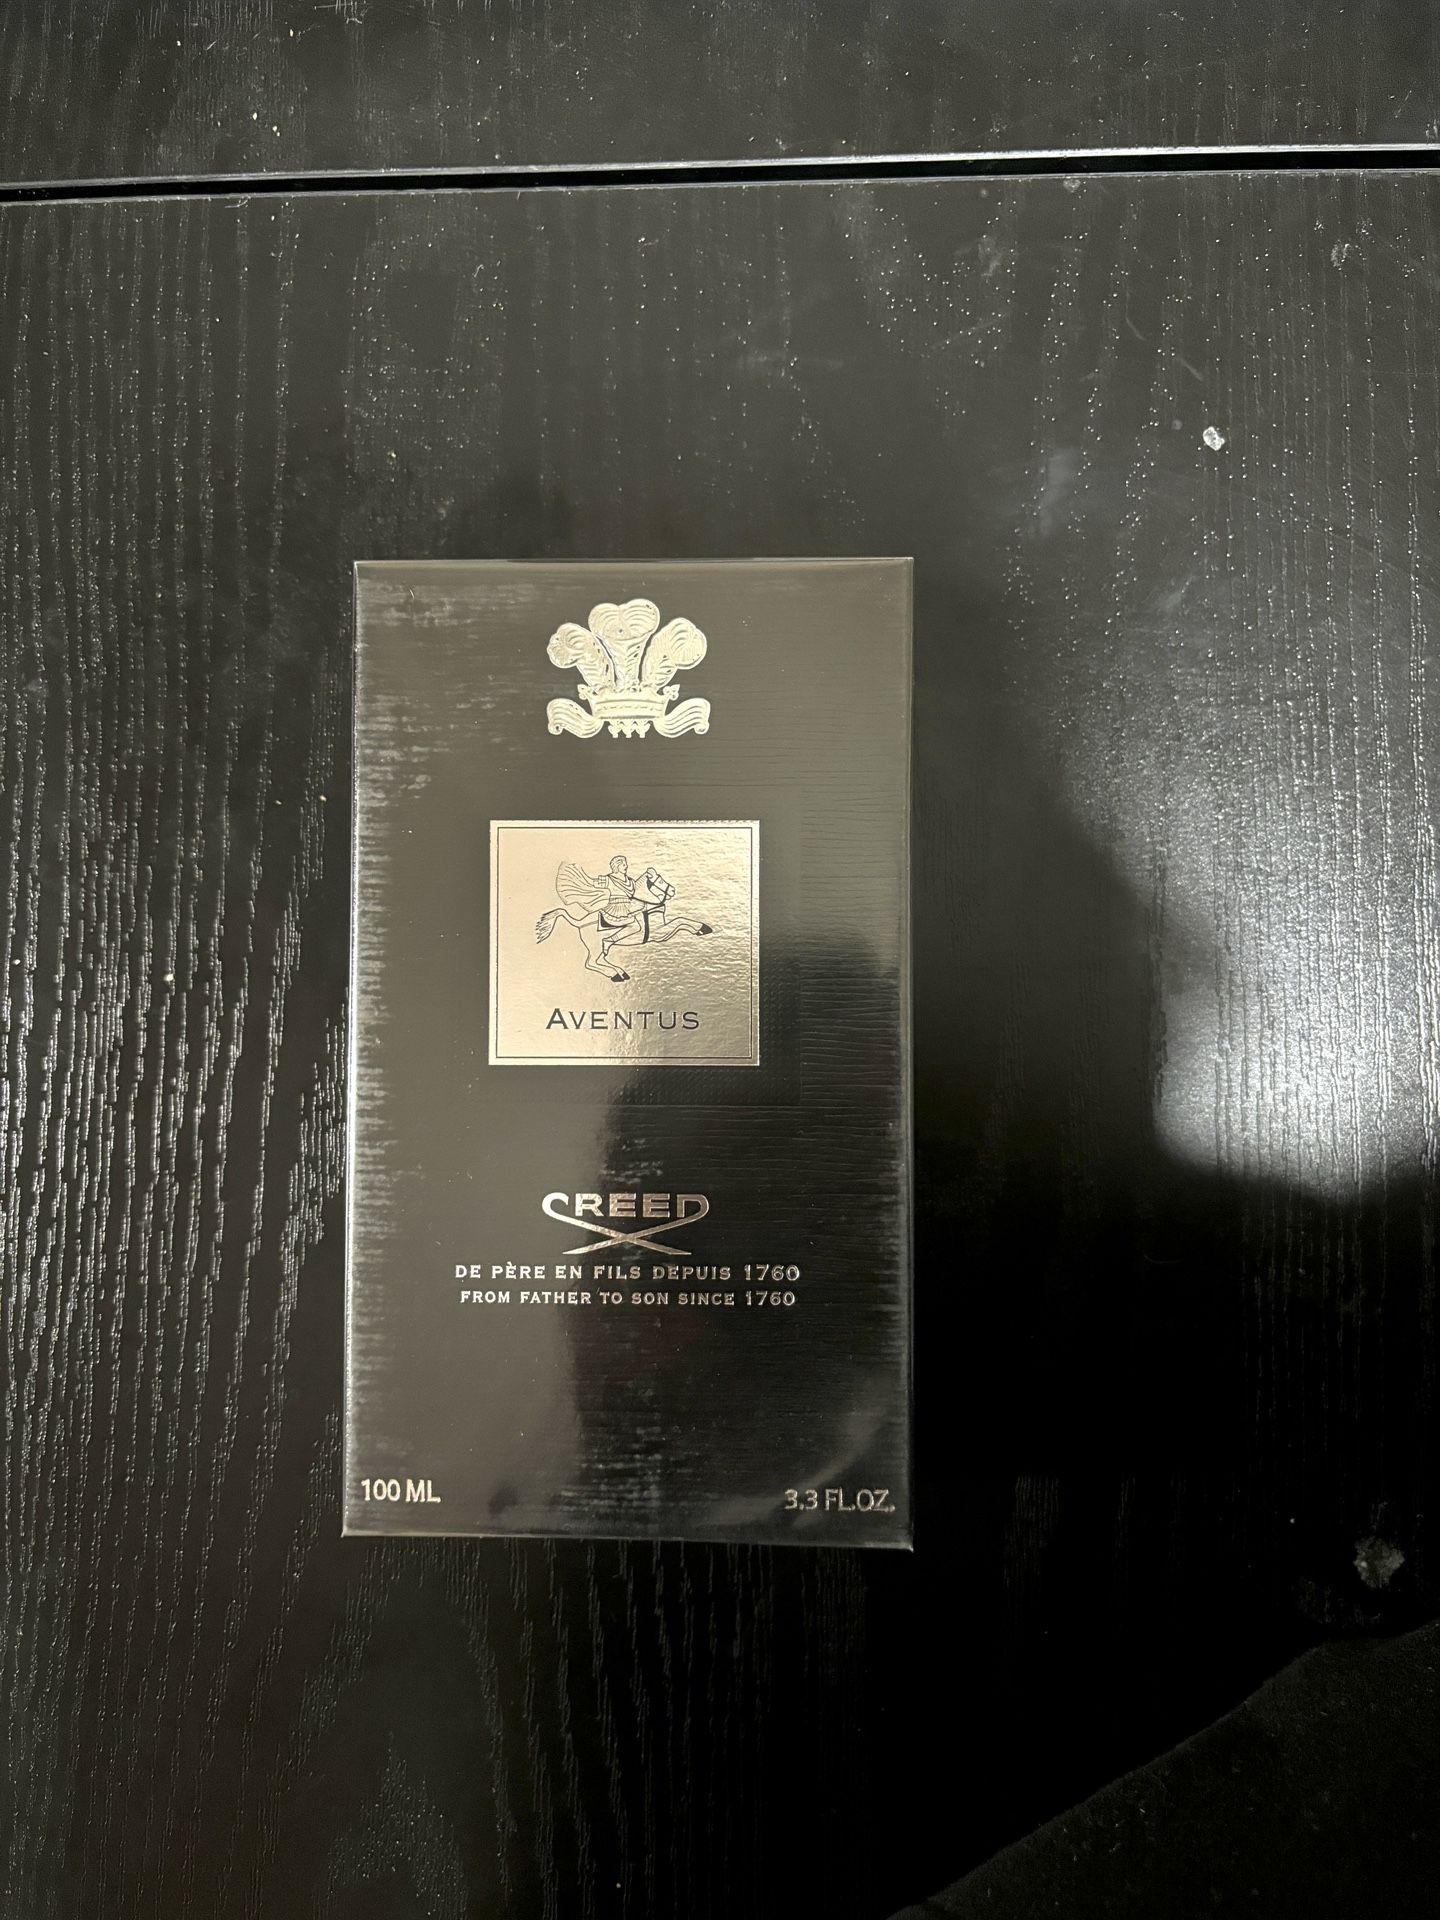 AVENTUS
CREED
DE PÈRE EN FILS DEPUIS 1760
FROM FATHER TO SON SINCE 1760
100 ML
3.3 FL.OZ.